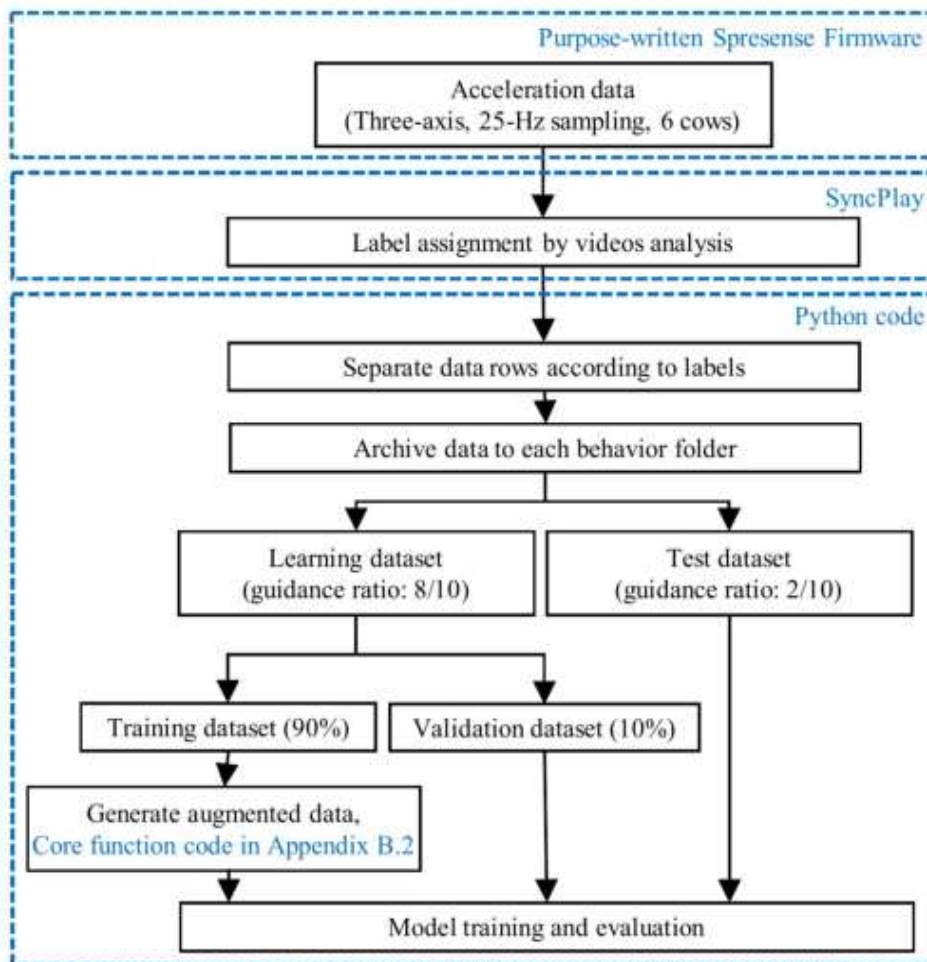 Purpose-written Spresense Firmware
Acceleration data
(Three-axis, 25-Hz sampling, 6 cows)
SyncPlay
Label assignment by videos analysis
Python code
Separate data rows according to labels
Archive data to each behavior folder
Learning dataset
(guidance ratio: 8/10)
Test dataset
(guidance ratio: 2/10)
Training dataset (90%)
Validation dataset (10%)
Generate augmented data,
Core function code in Appendix B.2
Model training and evaluation